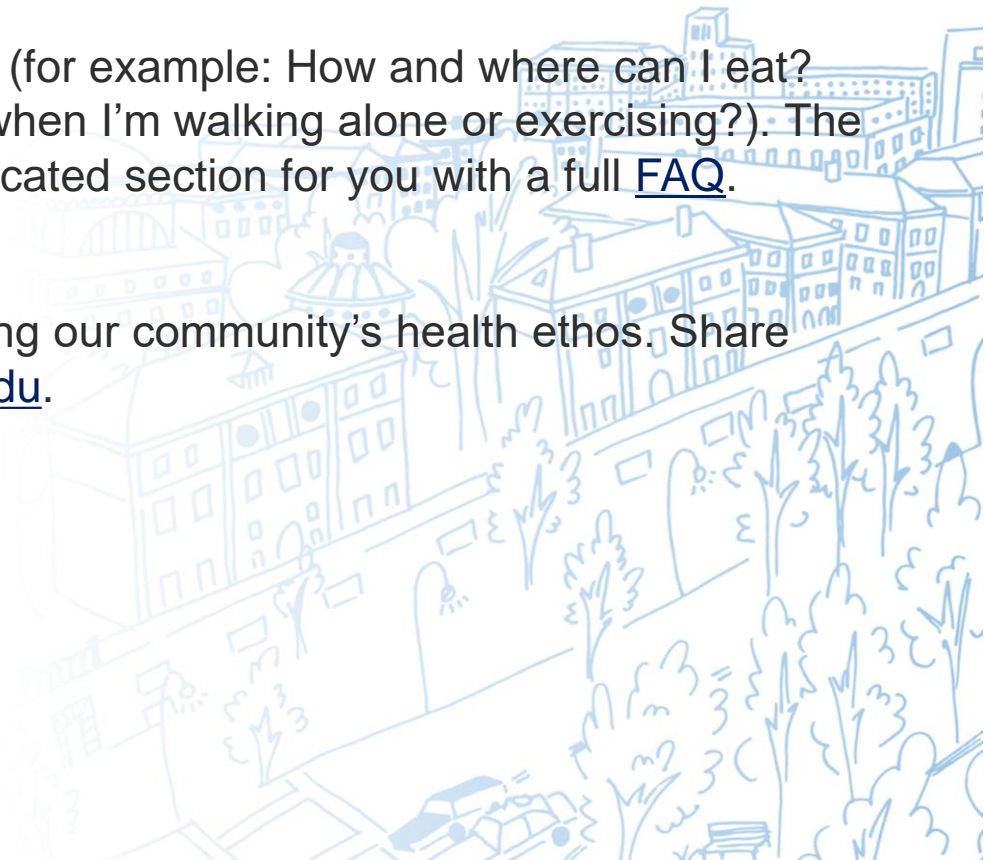 (for example: How and where can I eat?
when I’m walking alone or exercising?). The
cated section for you with a full FAQ.
ng our community’s health ethos. Share
du.